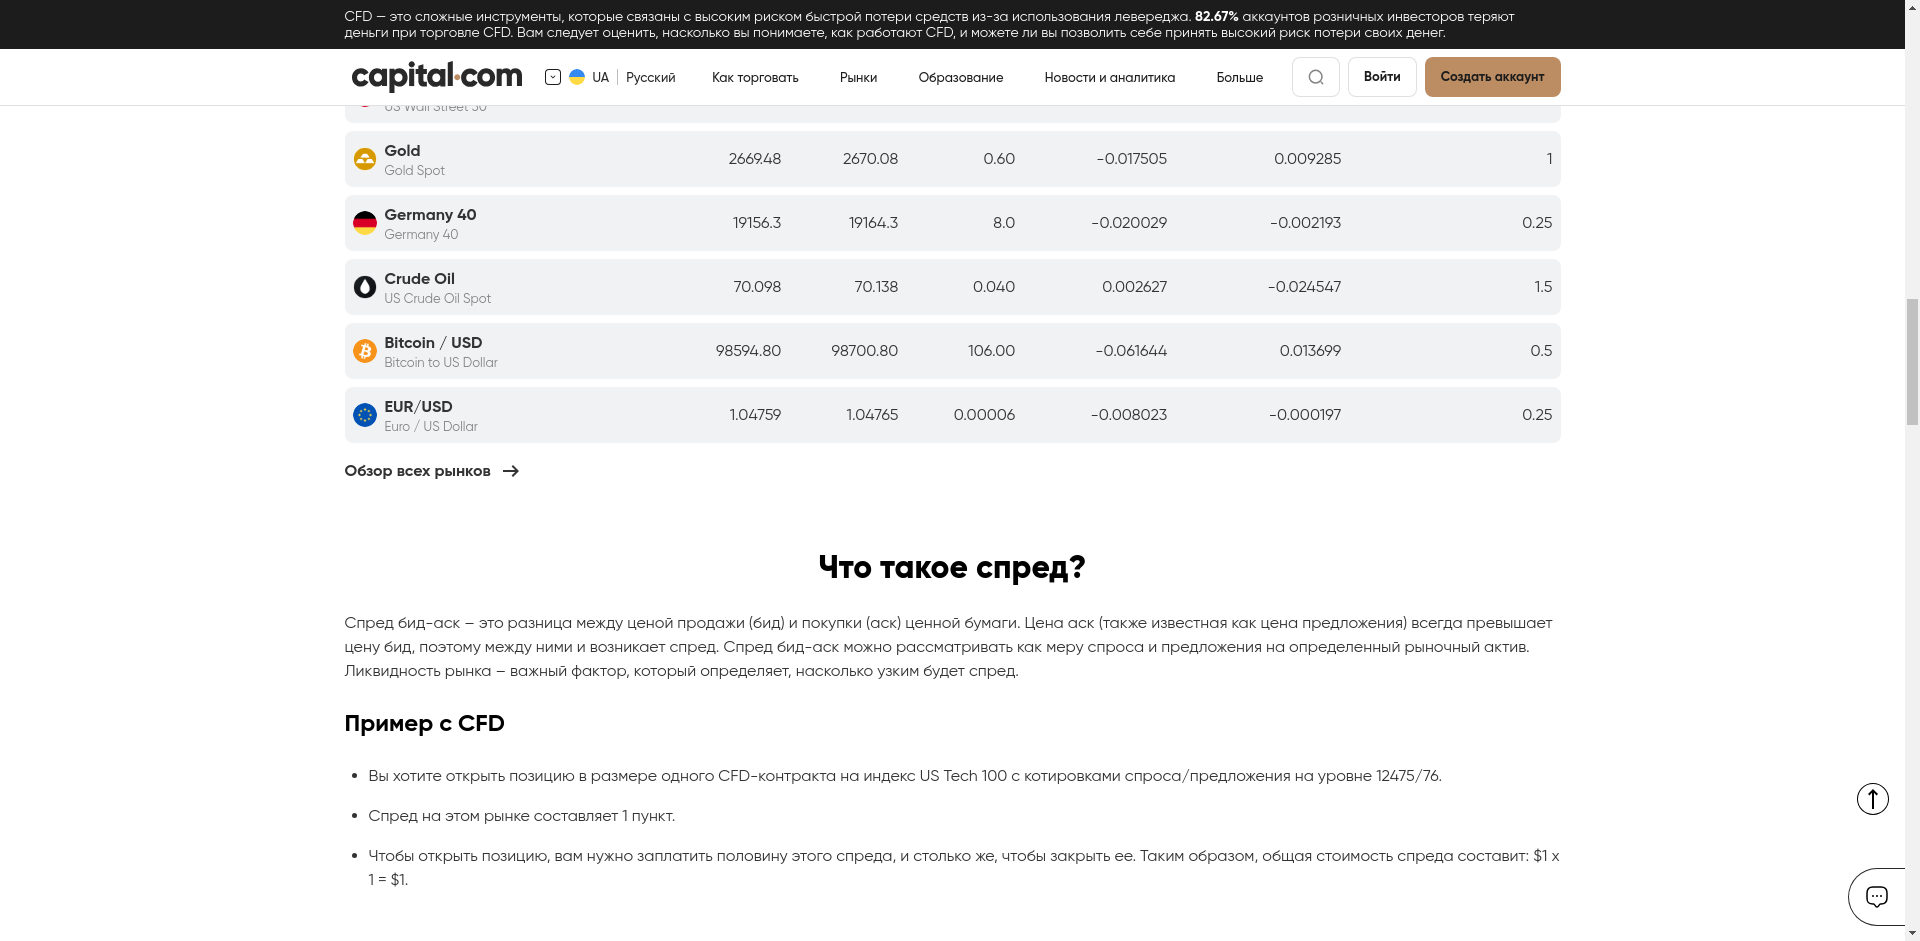 CFD — это сложные инструменты, которые связаны с высоким риском быстрой потери средств из-за использования левереджа. 82.67% аккаунтов розничных инвесторов теряют
деньги при торговле CFD. Вам следует оценить, насколько вы понимаете, как работают CFD, и можете ли вы позволить себе принять высокий риск потери своих денег.
capital.com UA Русский Как торговать Рынки Образование Новости и аналитика Больше Войти Создать аккаунт
US Wall Street 30
Gold 2669.48 2670.08 0.60 -0.017505 0.009285 1
Gold Spot
Germany 40 19156.3 19164.3 8.0 -0.020029 -0.002193 0.25
Germany 40
Crude Oil 70.098 70.138 0.040 0.002627 -0.024547 1.5
US Crude Oil Spot
Bitcoin / USD 98594.80 98700.80 106.00 -0.061644 0.013699 0.5
Bitcoin to US Dollar
EUR/USD 1.04759 1.04765 0.00006 -0.008023 -0.000197 0.25
Euro / US Dollar
Обзор всех рынков
Что такое спред?
Спред бид-аск – это разница между ценой продажи (бид) и покупки (аск) ценной бумаги. Цена аск (также известная как цена предложения) всегда превышает
цену бид, поэтому между ними и возникает спред. Спред бид-аск можно рассматривать как меру спроса и предложения на определенный рыночный актив.
Ликвидность рынка – важный фактор, который определяет, насколько узким будет спред.
Пример с CFD
• Вы хотите открыть позицию в размере одного CFD-контракта на индекс US Tech 100 с котировками спроса/предложения на уровне 12475/76.
• Спред на этом рынке составляет 1 пункт.
• Чтобы открыть позицию, вам нужно заплатить половину этого спреда, и столько же, чтобы закрыть ее. Таким образом, общая стоимость спреда составит: $1 x
1 = $1.